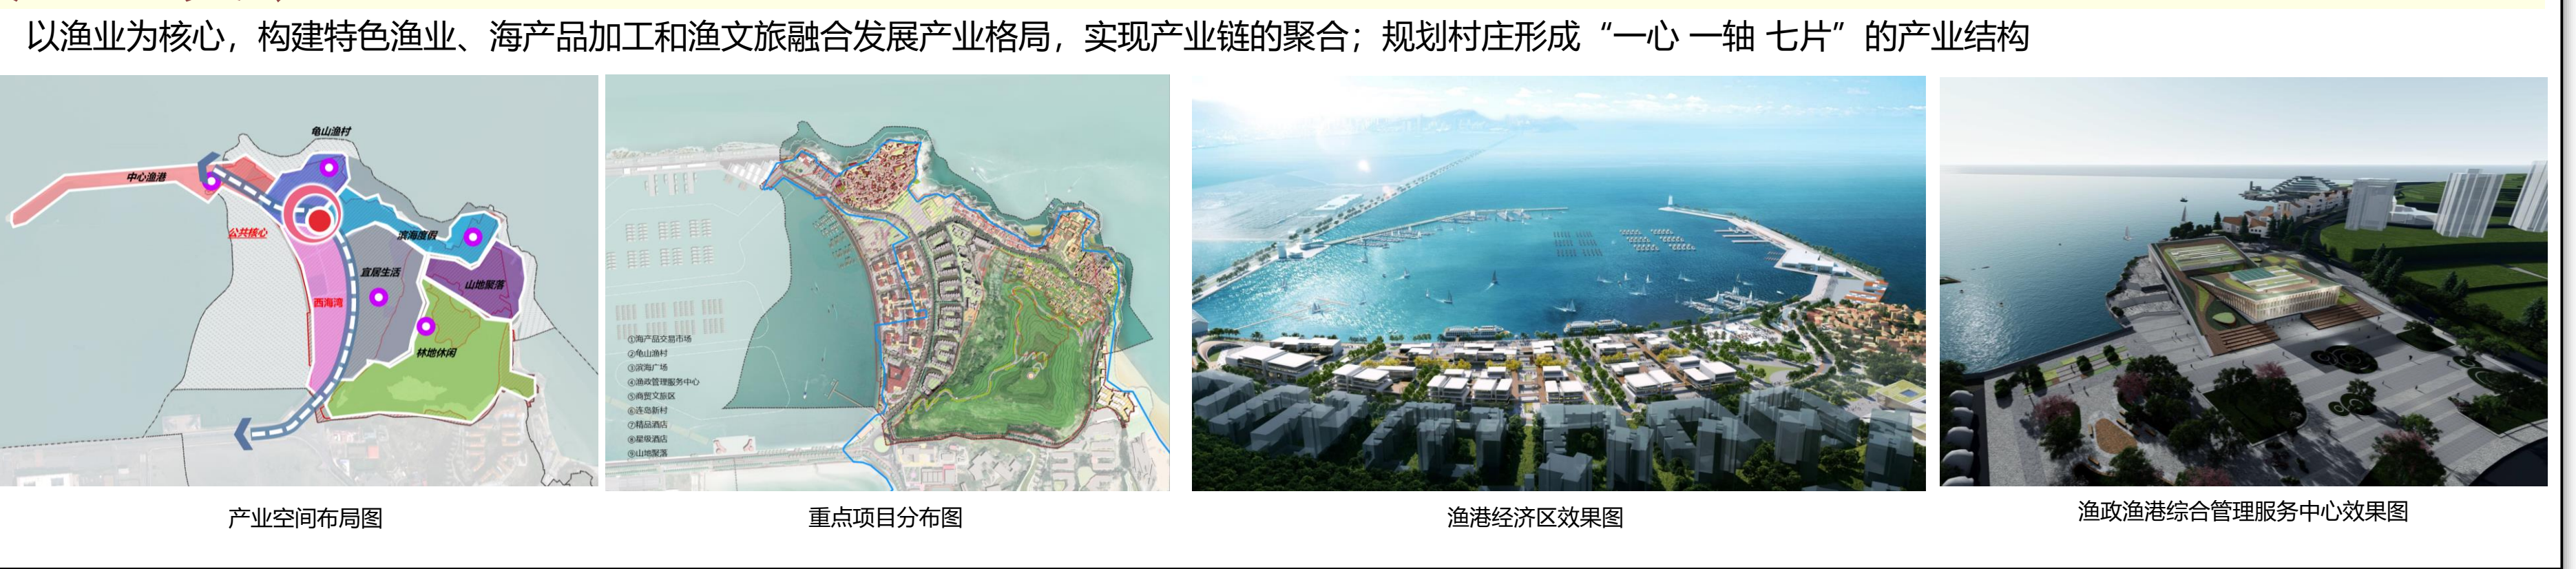 以渔业为核心，构建特色渔业、海产品加工和渔文旅融合发展产业格局，实现产业链的聚合；规划村庄形成“一心 一轴 七片”的产业结构
龟山渔村
中心渔港
公共核心
滨海度假
宜居生活
山地聚落
西海湾
林地休闲
①海产品交易市场
②龟山渔村
③滨海广场
④渔政管理服务中心
⑤商贸文旅区
⑥连岛新村
⑦精品酒店
⑧星级酒店
⑨山地聚落
产业空间布局图
重点项目分布图
渔港经济区效果图
渔政渔港综合管理服务中心效果图